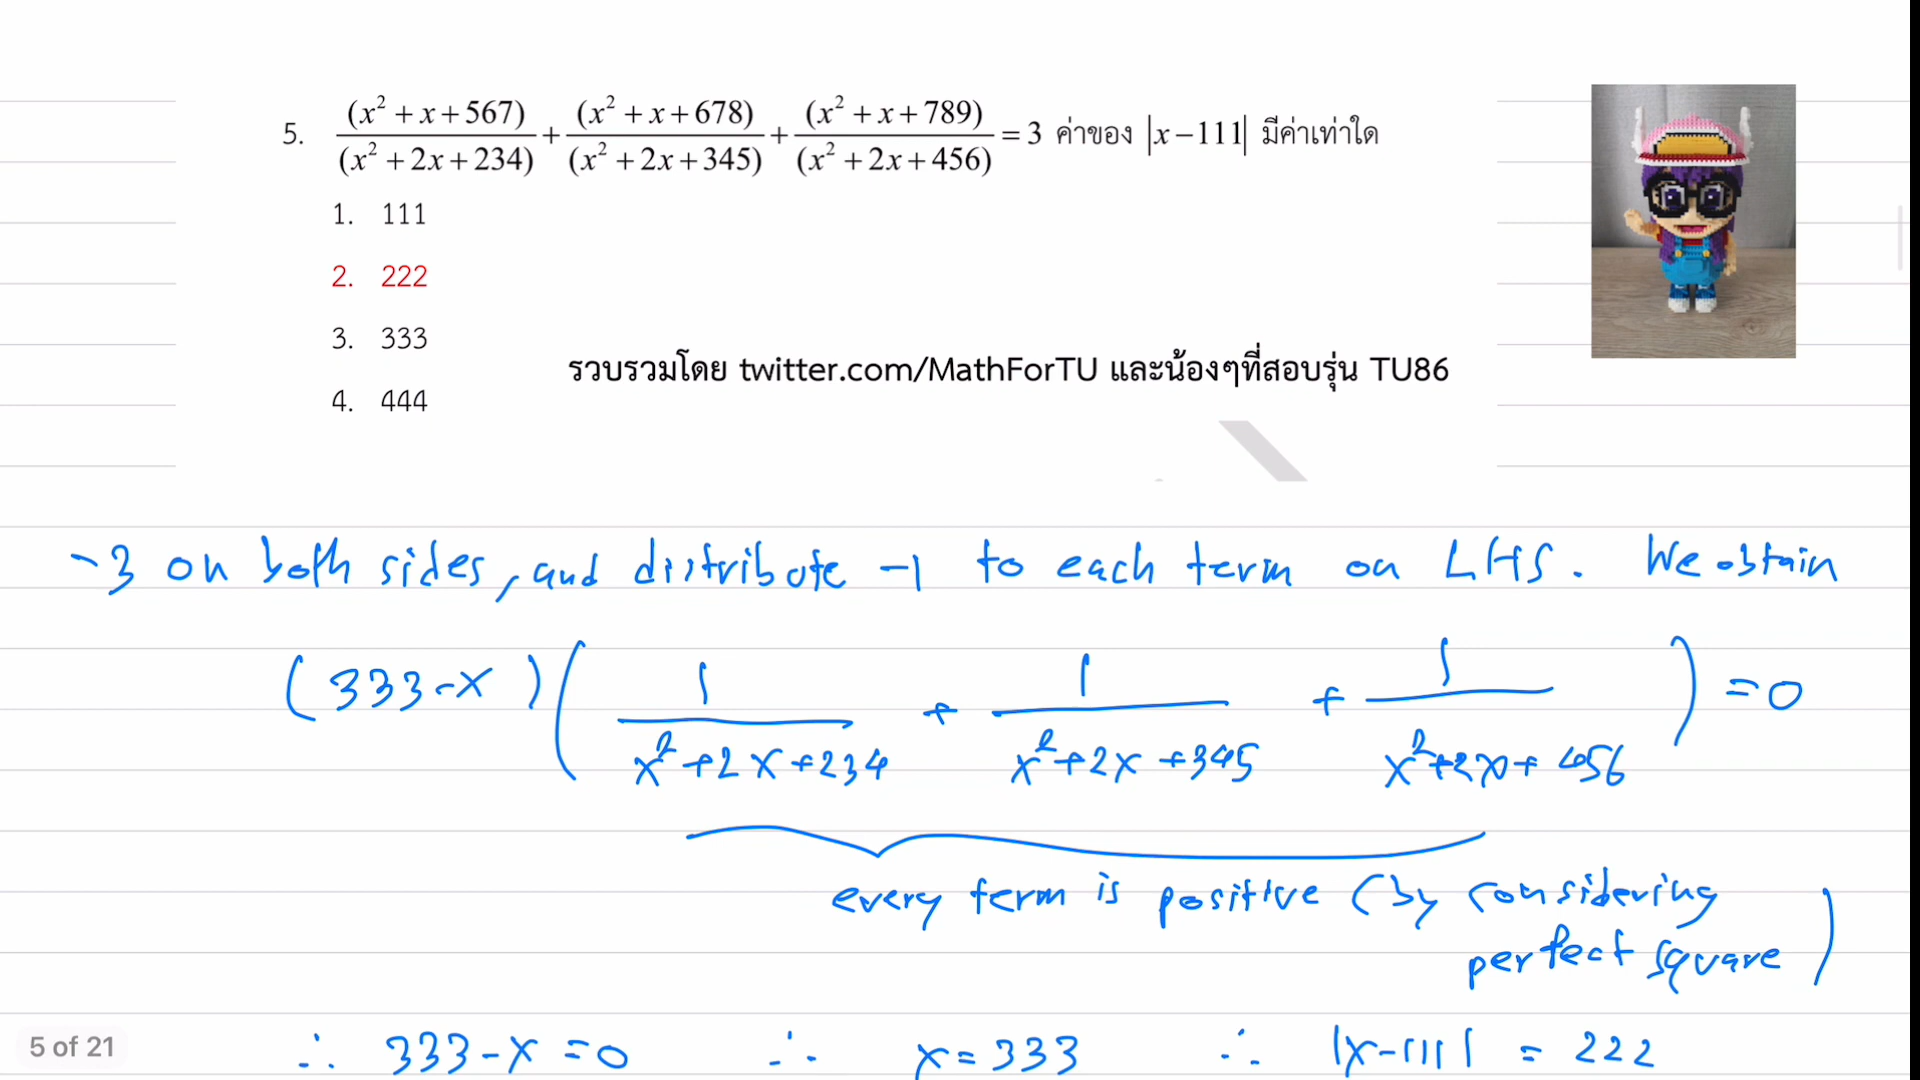 5. (x² + x + 567)/(x² + 2x + 234) + (x² + x + 678)/(x² + 2x + 345) + (x² + x + 789)/(x² + 2x + 456) = 3 ค่าของ |x − 111| มีค่าเท่าใด
1. 111
2. 222
3. 333
4. 444
รวบรวมโดย twitter.com/MathForTU และน้องๆที่สอบรุ่น TU86
-3 on both sides, and distribute -1 to each term on LHS. We obtain
(333-x)(1/(x²+2x+234) + 1/(x²+2x+345) + 1/(x²+2x+456)) = 0
every term is positive (by considering
perfect square)
∴ 333-x = 0 ∴ x = 333 ∴ |x-111| = 222
5 of 21